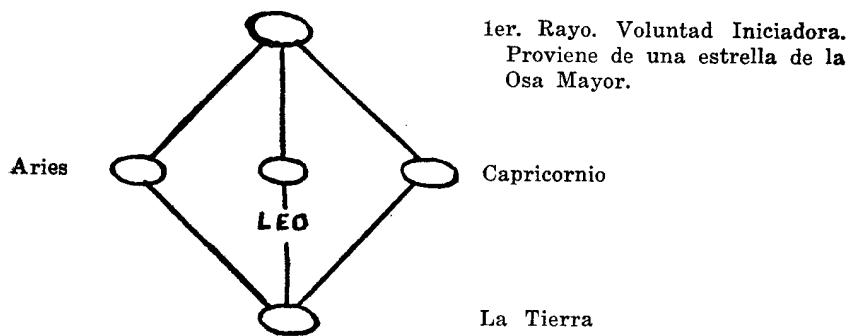 1er. Rayo. Voluntad Iniciadora.
Proviene de una estrella de la
Osa Mayor.
Aries
Capricornio
LEO
La Tierra